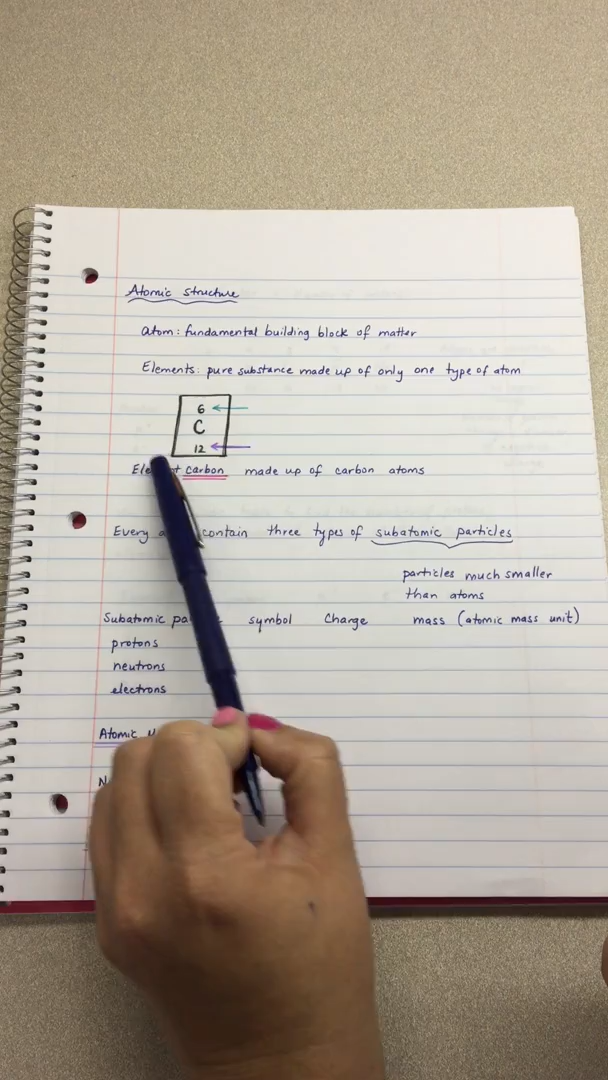 Atomic structure
atom: fundamental building block of matter
Elements: pure substance made up of only one type of atom
6
C
12
carbon made up of carbon atoms
Every contain three types of subatomic particles
particles much smaller
than atoms
Subatomic symbol Charge mass (atomic mass unit)
protons
neutrons
electrons
Atomic